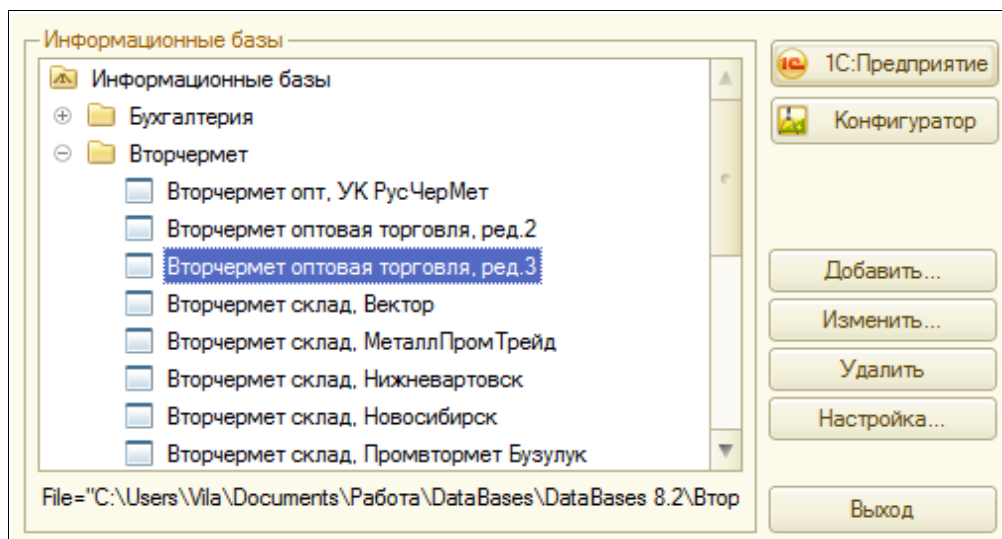 Информационные базы
Информационные базы
Бухгалтерия
Вторчермет
Вторчермет опт, УК РусЧерМет
Вторчермет оптовая торговля, ред.2
Вторчермет оптовая торговля, ред.3
Вторчермет склад, Вектор
Вторчермет склад, МеталлПромТрейд
Вторчермет склад, Нижневартовск
Вторчермет склад, Новосибирск
Вторчермет склад, Промвтормет Бузулук
File="C:\Users\Vila\Documents\Работа\DataBases\DataBases 8.2\Втор
1С:Предприятие
Конфигуратор
Добавить...
Изменить...
Удалить
Настройка...
Выход